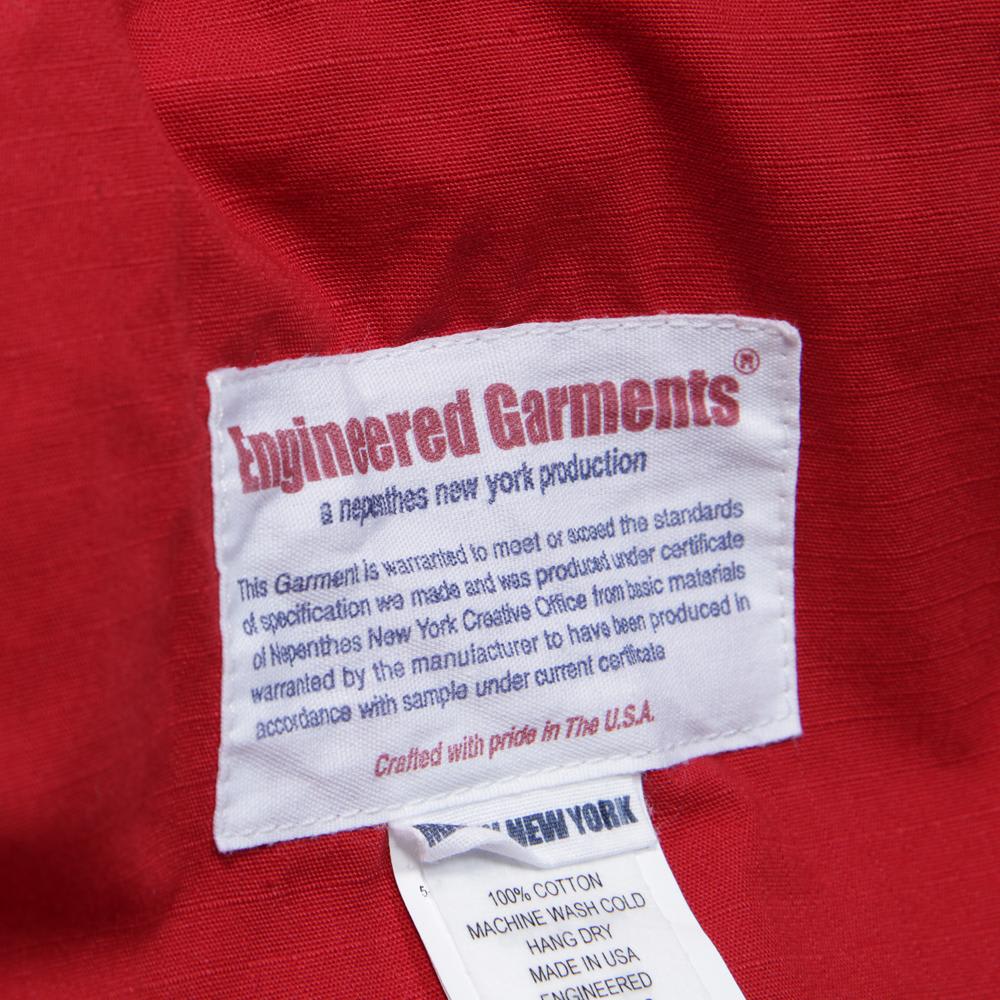 Engineered Garments®
a nepenthes new york production
This Garment is warranted to meet or exceed the standards
of specification we made and was produced under certificate
of Nepenthes New York Creative Office from basic materials
warranted by the manufacturer to have been produced in
accordance with sample under current certificate
Crafted with pride in The U.S.A.
NEW YORK
5
100% COTTON
MACHINE WASH COLD
HANG DRY
MADE IN USA
ENGINEERED